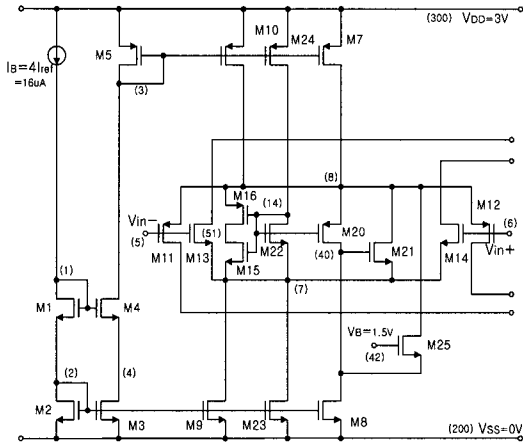 (300) VDD=3V
M10
M24
M5
M7
IB=4Iref
=16uA
(3)
(8)
M16
(14)
M12
Vin-
(5)
(51)
M20
(6)
Vin+
M11
M13
M22
(40)
M21
M14
M15
(7)
(1)
M1
M4
VB=1.5V
(42)
M25
(2)
(4)
M2
M3
M9
M23
M8
(200) VSS=0V